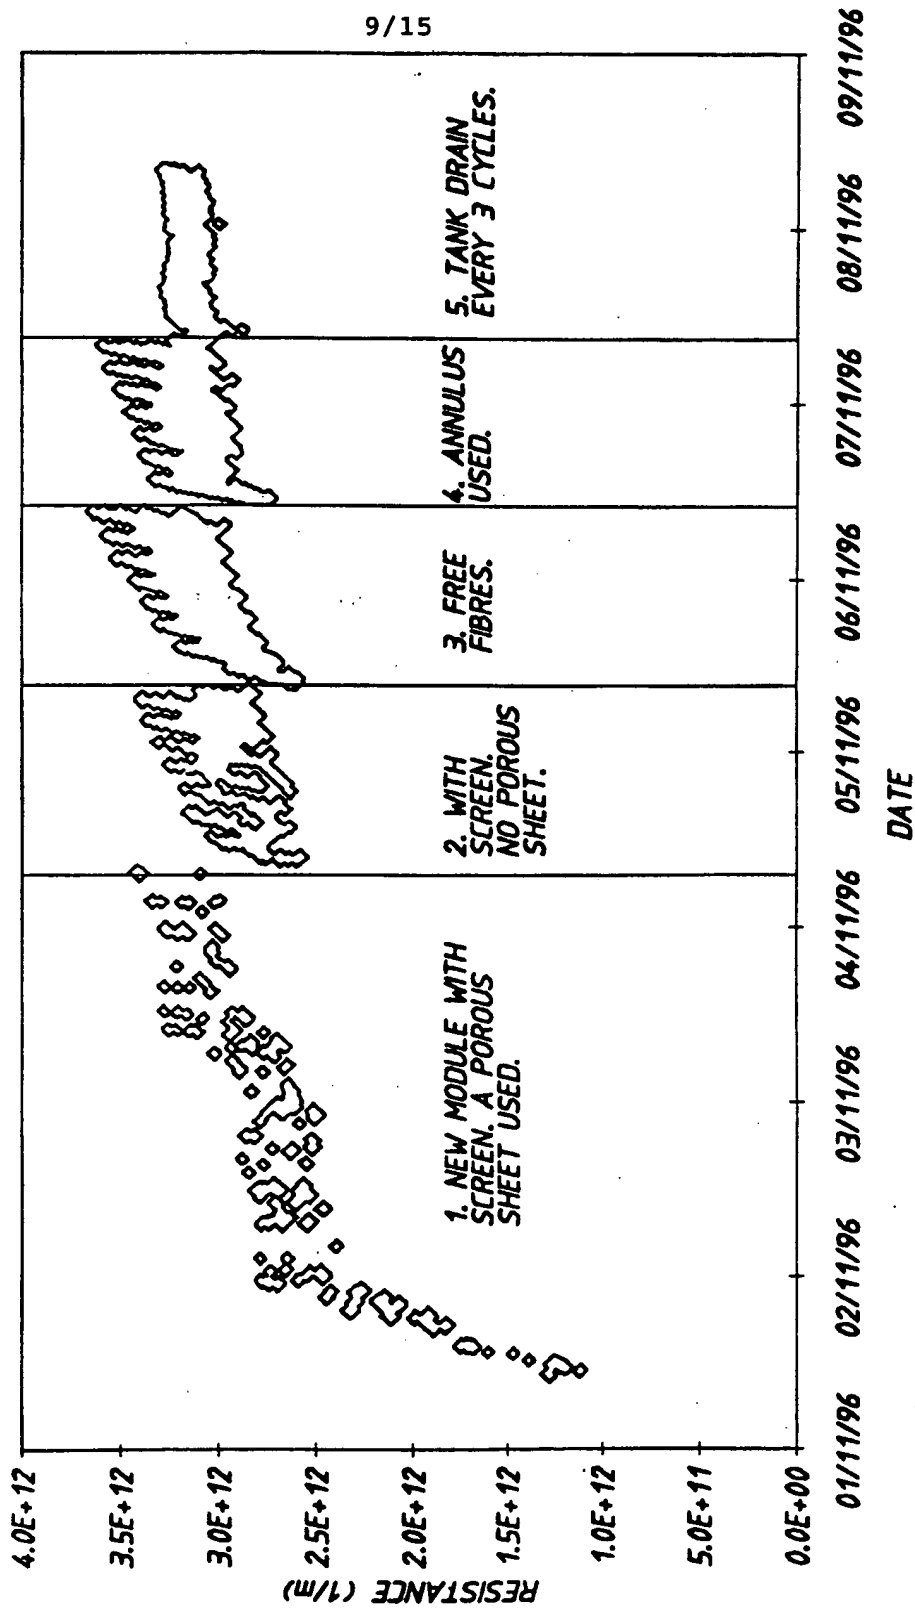 9/15
4.0E+12
3.5E+12
3.0E+12
2.5E+12
2.0E+12
1.5E+12
1.0E+12
5.0E+11
0.0E+00
RESISTANCE (1/m)
1. NEW MODULE WITH
SCREEN. A POROUS
SHEET USED.
2. WITH
SCREEN.
NO POROUS
SHEET.
3. FREE
FIBRES.
4. ANNULUS
USED.
5. TANK DRAIN
EVERY 3 CYCLES.
01/11/96
02/11/96
03/11/96
04/11/96
05/11/96
06/11/96
07/11/96
08/11/96
09/11/96
DATE